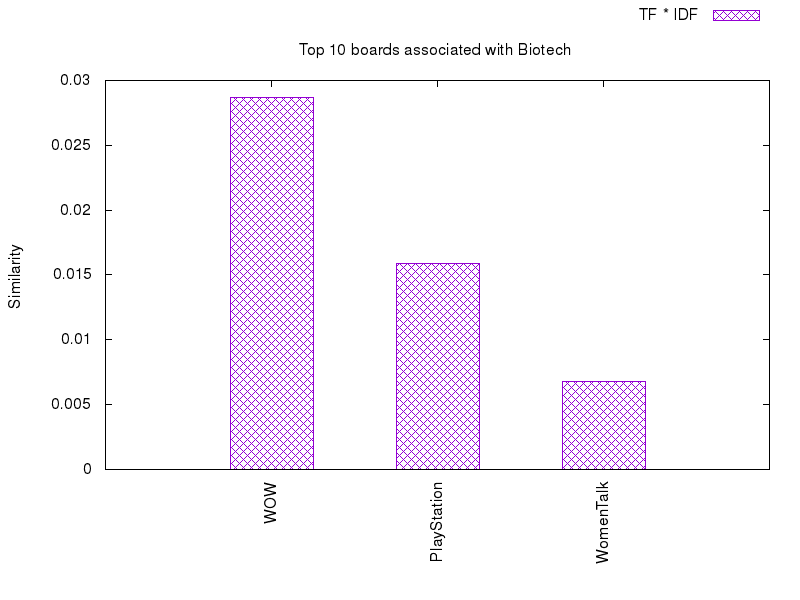 TF * IDF
Top 10 boards associated with Biotech
0.03
0.025
0.02
0.015
0.01
0.005
0
Similarity
WOW
PlayStation
WomenTalk